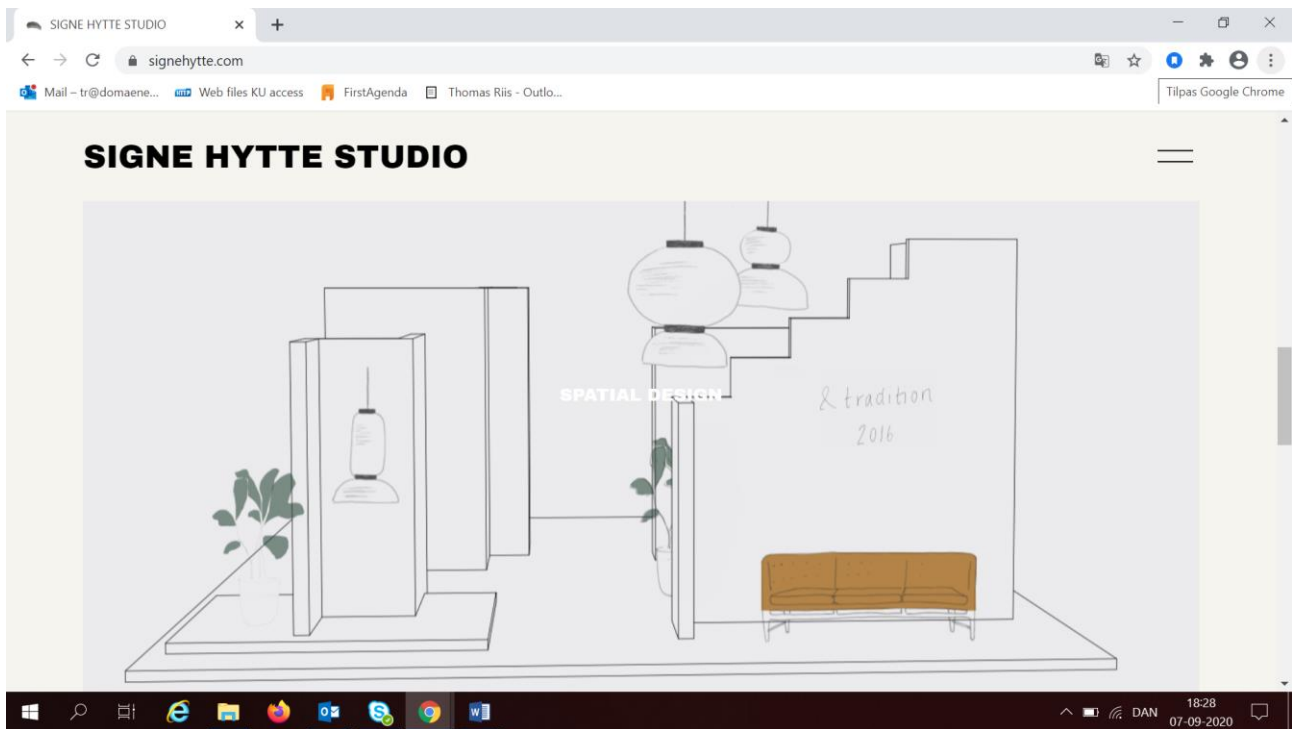 SIGNE HYTTE STUDIO
signehytte.com
Mail – tr@domaene... Web files KU access FirstAgenda Thomas Riis - Outlo...
Tilpas Google Chrome
SIGNE HYTTE STUDIO
SPATIAL DESIGN
& tradition
2016
DAN
18:28
07-09-2020